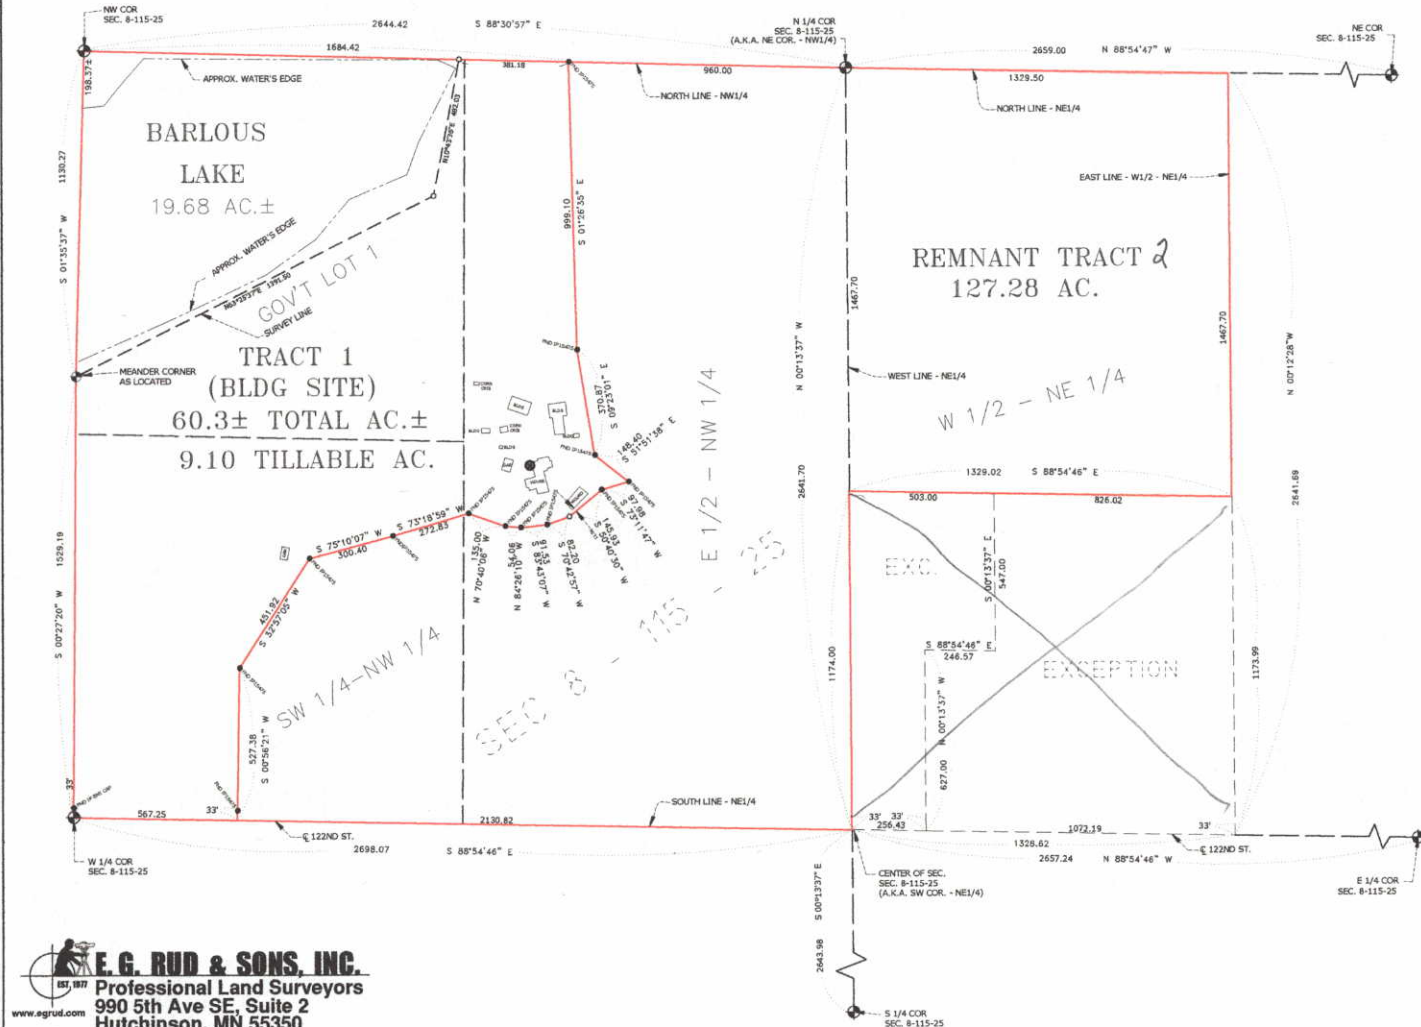 NW COR
SEC. 8-115-25
2644.42 S 88°30'57" E
N 1/4 COR
SEC. 8-115-25
(A.K.A. NE COR. - NW1/4)
2659.00 N 88°54'47" W
NE COR
SEC. 8-115-25
1684.42
381.18
960.00
1329.50
198.37±
APPROX. WATER'S EDGE
NORTH LINE - NW1/4
NORTH LINE - NE1/4
BARLOUS
LAKE
19.68 AC.±
1130.27
S 01°35'37" W
999.10
S 01°26'35" E
EAST LINE - W1/2 - NE1/4
APPROX. WATER'S EDGE
N63°25'37"E 1391.50
SURVEY LINE
GOV'T LOT 1
REMNANT TRACT 2
127.28 AC.
1467.70
1467.70
N 00°13'37" W
2641.70
N 00°12'28"W
2641.69
MEANDER CORNER
AS LOCATED
TRACT 1
(BLDG SITE)
60.3± TOTAL AC.±
9.10 TILLABLE AC.
370.87
S 09°23'01" E
148.40
S 51°51'38" E
WEST LINE - NE1/4
W 1/2 - NE 1/4
E 1/2 - NW 1/4
1329.02 S 88°54'46" E
503.00
826.02
97.98
S 73°11'47" W
145.93
S 50°40'30" W
82.20
S 70°42'57" W
91.53
S 83°43'07" W
54.08
N 84°26'10" W
135.00
N 70°40'06" W
S 73°18'59" W
272.83
S 75°10'07" W
300.40
451.92
S 32°57'05" W
527.38
S 00°56'21" W
1529.19
S 00°27'20" W
SW 1/4-NW 1/4
SEC 8 - 115 - 25
EXC.
S 00°13'37" E
547.00
S 88°54'46" E
246.57
EXCEPTION
N 00°13'37" W
627.00
1174.00
1173.99
33'
567.25
33'
℄ 122ND ST.
2130.82
SOUTH LINE - NE1/4
33' 33'
256.43
1072.19
33'
℄ 122ND ST.
1328.62
2698.07 S 88°54'46" E
2657.24 N 88°54'46" W
W 1/4 COR
SEC. 8-115-25
CENTER OF SEC.
SEC. 8-115-25
(A.K.A. SW COR. - NE1/4)
E 1/4 COR
SEC. 8-115-25
S 00°13'37" E
2643.98
S 1/4 COR
SEC. 8-115-25
E. G. RUD & SONS, INC.
EST. 1977
Professional Land Surveyors
www.egrud.com
990 5th Ave SE, Suite 2
Hutchinson, MN 55350